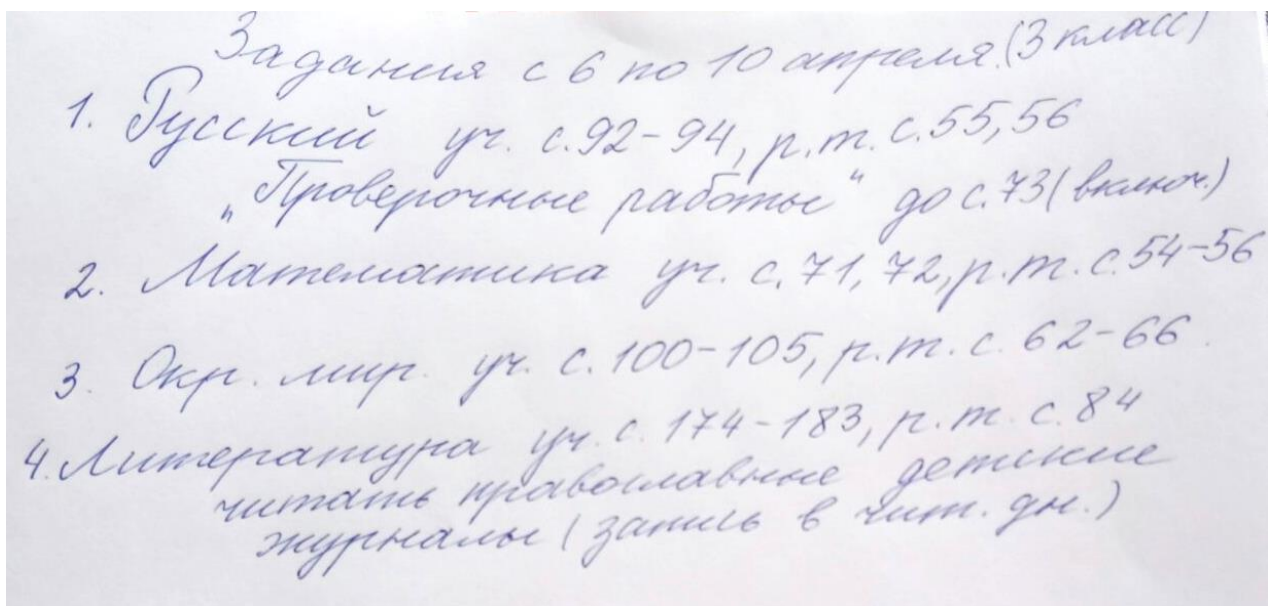 Задания с 6 по 10 апреля.(3 класс)
1. Русский уч. с.92-94, р.т. с.55,56
„Проверочные работы“ до с.73(включ.)
2. Математика уч. с.71,72,р.т. с.54-56
3. Окр. мир. уч. с.100-105, р.т. с. 62-66.
4. Литература уч. с. 174-183, р.т. с.84
читать православные детские
журналы (запись в чит. дн.)